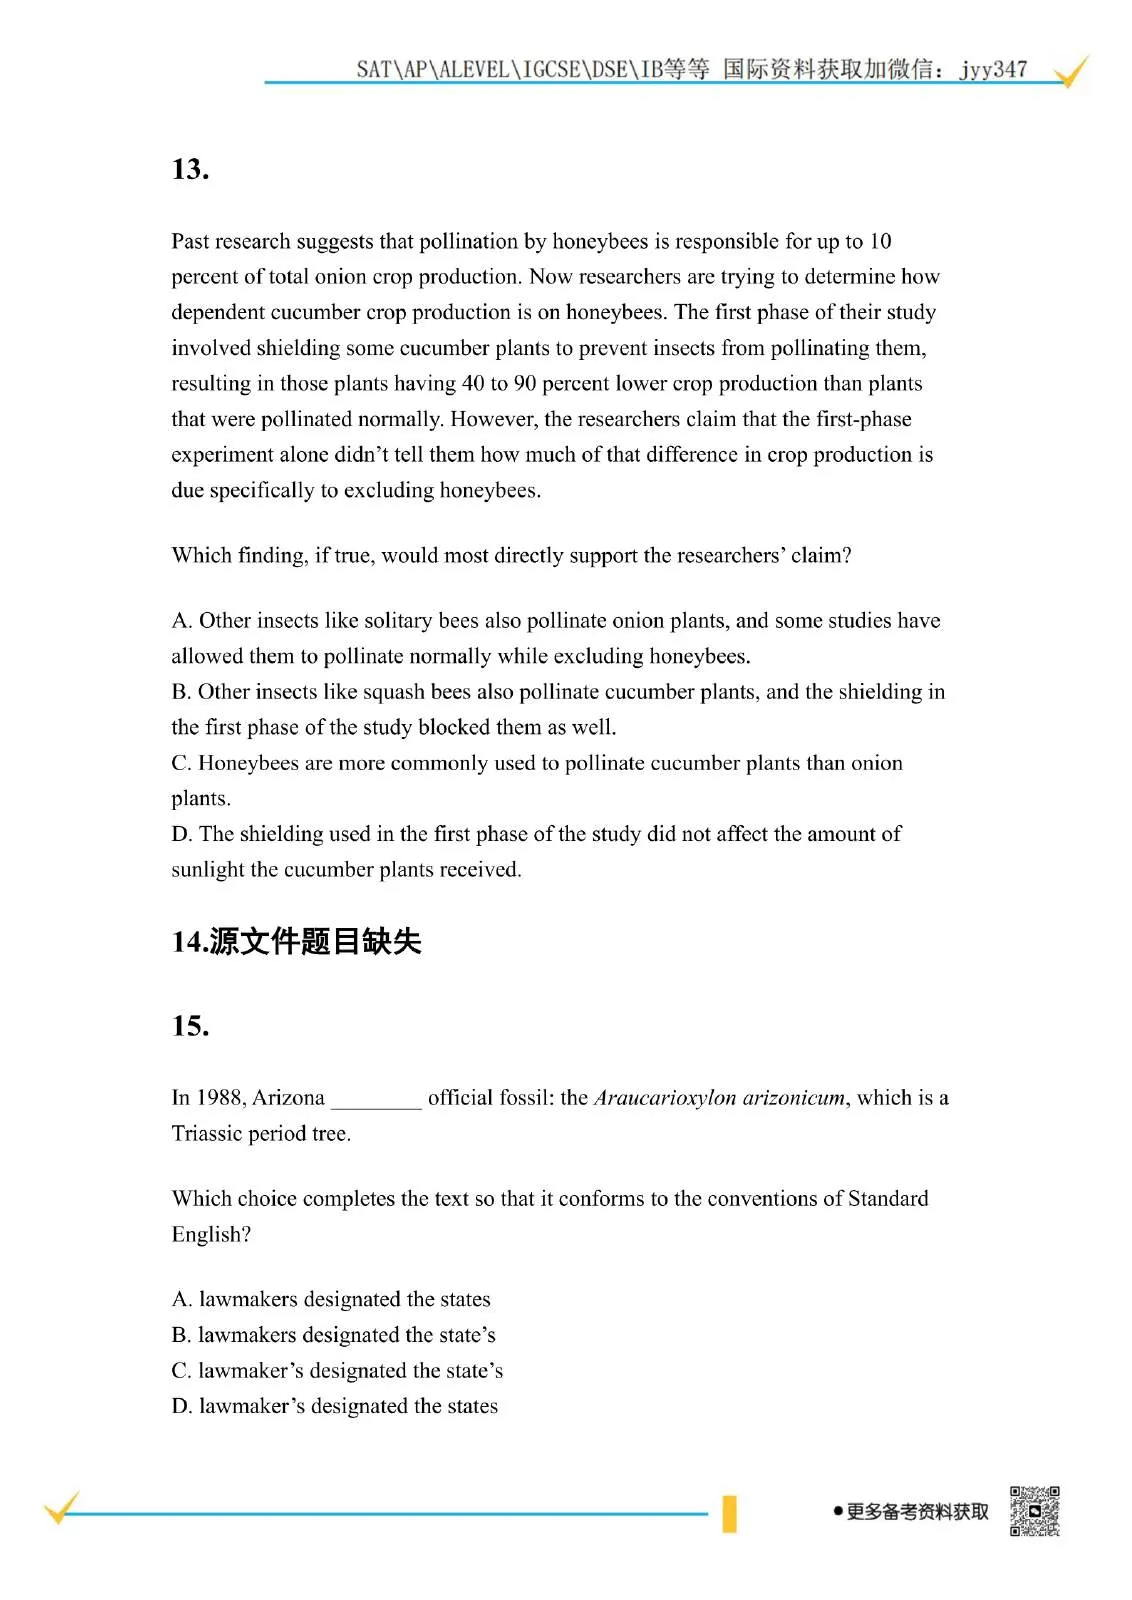 SAT\AP\ALEVEL\IGCSE\DSE\IB等等 国际资料获取加微信：jyy347
13.
Past research suggests that pollination by honeybees is responsible for up to 10
percent of total onion crop production. Now researchers are trying to determine how
dependent cucumber crop production is on honeybees. The first phase of their study
involved shielding some cucumber plants to prevent insects from pollinating them,
resulting in those plants having 40 to 90 percent lower crop production than plants
that were pollinated normally. However, the researchers claim that the first-phase
experiment alone didn’t tell them how much of that difference in crop production is
due specifically to excluding honeybees.
Which finding, if true, would most directly support the researchers’ claim?
A. Other insects like solitary bees also pollinate onion plants, and some studies have
allowed them to pollinate normally while excluding honeybees.
B. Other insects like squash bees also pollinate cucumber plants, and the shielding in
the first phase of the study blocked them as well.
C. Honeybees are more commonly used to pollinate cucumber plants than onion
plants.
D. The shielding used in the first phase of the study did not affect the amount of
sunlight the cucumber plants received.
14.源文件题目缺失
15.
In 1988, Arizona ________ official fossil: the Araucarioxylon arizonicum, which is a
Triassic period tree.
Which choice completes the text so that it conforms to the conventions of Standard
English?
A. lawmakers designated the states
B. lawmakers designated the state’s
C. lawmaker’s designated the state’s
D. lawmaker’s designated the states
●更多备考资料获取